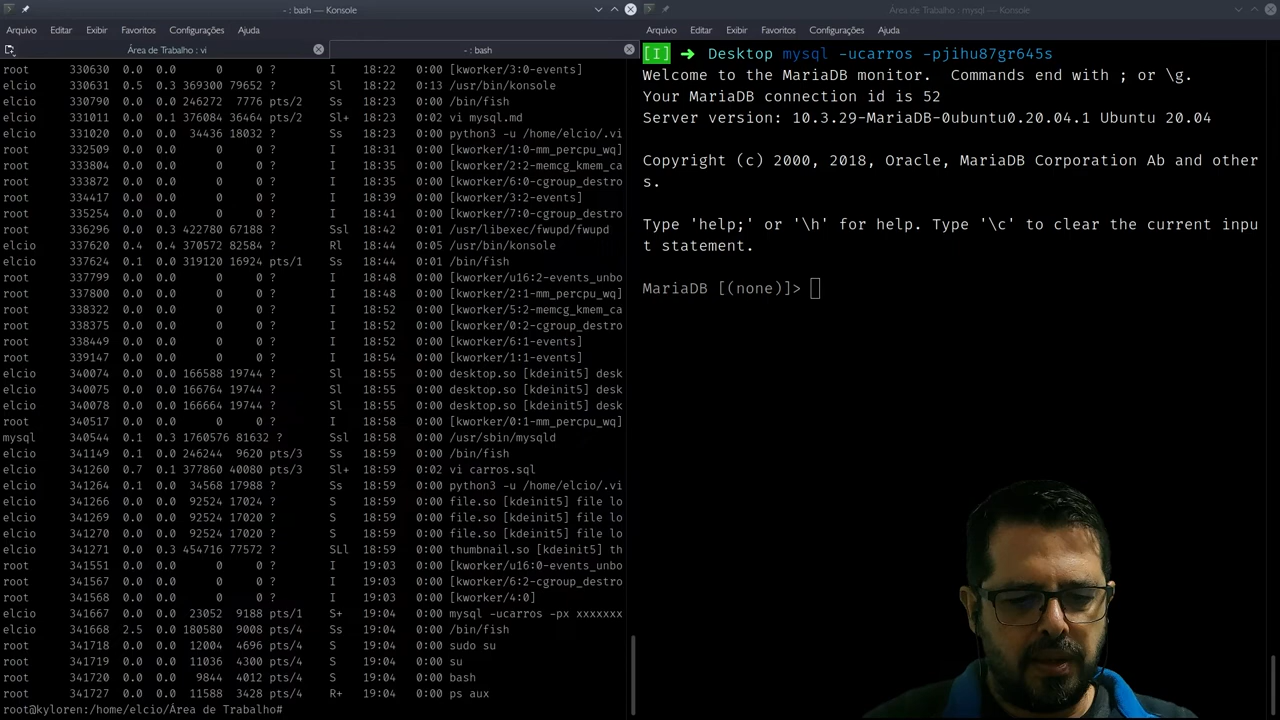 - : bash — Konsole
Arquivo Editar Exibir Favoritos Configurações Ajuda
Área de Trabalho : vi
- : bash
root 330630 0.0 0.0 0 0 ? I 18:22 0:00 [kworker/3:0-events]
elcio 330631 0.5 0.3 369300 79652 ? Sl 18:22 0:13 /usr/bin/konsole
elcio 330790 0.0 0.0 246272 7776 pts/2 Ss 18:23 0:00 /bin/fish
elcio 331011 0.0 0.1 376084 36464 pts/2 Sl+ 18:23 0:02 vi mysql.md
elcio 331020 0.0 0.0 34436 18032 ? Ss 18:23 0:00 python3 -u /home/elcio/.vi
root 332509 0.0 0.0 0 0 ? I 18:31 0:00 [kworker/1:0-mm_percpu_wq]
root 333804 0.0 0.0 0 0 ? I 18:35 0:00 [kworker/2:2-memcg_kmem_ca
root 333872 0.0 0.0 0 0 ? I 18:35 0:00 [kworker/6:0-cgroup_destro
root 334417 0.0 0.0 0 0 ? I 18:39 0:00 [kworker/3:2-events]
root 335254 0.0 0.0 0 0 ? I 18:41 0:00 [kworker/7:0-cgroup_destro
root 336296 0.0 0.3 422780 67188 ? Ssl 18:42 0:01 /usr/libexec/fwupd/fwupd
elcio 337620 0.4 0.4 370572 82584 ? Rl 18:44 0:05 /usr/bin/konsole
elcio 337624 0.1 0.0 319120 16924 pts/1 Ss 18:44 0:01 /bin/fish
root 337799 0.0 0.0 0 0 ? I 18:48 0:00 [kworker/u16:2-events_unbo
root 337800 0.0 0.0 0 0 ? I 18:48 0:00 [kworker/2:1-mm_percpu_wq]
root 338322 0.0 0.0 0 0 ? I 18:52 0:00 [kworker/5:2-memcg_kmem_ca
root 338375 0.0 0.0 0 0 ? I 18:52 0:00 [kworker/0:2-cgroup_destro
root 338449 0.0 0.0 0 0 ? I 18:52 0:00 [kworker/6:1-events]
root 339147 0.0 0.0 0 0 ? I 18:54 0:00 [kworker/1:1-events]
elcio 340074 0.0 0.0 166588 19744 ? Sl 18:55 0:00 desktop.so [kdeinit5] desk
elcio 340075 0.0 0.0 166764 19744 ? Sl 18:55 0:00 desktop.so [kdeinit5] desk
elcio 340078 0.0 0.0 166664 19744 ? Sl 18:55 0:00 desktop.so [kdeinit5] desk
root 340517 0.0 0.0 0 0 ? I 18:58 0:00 [kworker/0:1-mm_percpu_wq]
mysql 340544 0.1 0.3 1760576 81632 ? Ssl 18:58 0:00 /usr/sbin/mysqld
elcio 341149 0.1 0.0 246244 9620 pts/3 Ss 18:59 0:00 /bin/fish
elcio 341260 0.7 0.1 377860 40080 pts/3 Sl+ 18:59 0:02 vi carros.sql
elcio 341264 0.1 0.0 34568 17988 ? Ss 18:59 0:00 python3 -u /home/elcio/.vi
elcio 341266 0.0 0.0 92524 17024 ? S 18:59 0:00 file.so [kdeinit5] file lo
elcio 341269 0.0 0.0 92524 17020 ? S 18:59 0:00 file.so [kdeinit5] file lo
elcio 341270 0.0 0.0 92524 17020 ? S 18:59 0:00 file.so [kdeinit5] file lo
elcio 341271 0.0 0.3 454716 77572 ? SLl 18:59 0:00 thumbnail.so [kdeinit5] th
root 341551 0.0 0.0 0 0 ? I 19:03 0:00 [kworker/u16:0-events_unbo
root 341567 0.0 0.0 0 0 ? I 19:03 0:00 [kworker/6:2-cgroup_destro
root 341568 0.0 0.0 0 0 ? I 19:03 0:00 [kworker/4:0]
elcio 341667 0.0 0.0 23052 9188 pts/1 S+ 19:04 0:00 mysql -ucarros -px xxxxxxx
elcio 341668 2.5 0.0 180580 9008 pts/4 Ss 19:04 0:00 /bin/fish
root 341718 0.0 0.0 12004 4696 pts/4 S 19:04 0:00 sudo su
root 341719 0.0 0.0 11036 4300 pts/4 S 19:04 0:00 su
root 341720 0.0 0.0 9844 4012 pts/4 S 19:04 0:00 bash
root 341727 0.0 0.0 11588 3428 pts/4 R+ 19:04 0:00 ps aux
root@kyloren:/home/elcio/Área de Trabalho#
Área de Trabalho : mysql — Konsole
Arquivo Editar Exibir Favoritos Configurações Ajuda
[I] ➜ Desktop mysql -ucarros -pjihu87gr645s
Welcome to the MariaDB monitor. Commands end with ; or \g.
Your MariaDB connection id is 52
Server version: 10.3.29-MariaDB-0ubuntu0.20.04.1 Ubuntu 20.04
Copyright (c) 2000, 2018, Oracle, MariaDB Corporation Ab and other
s.
Type 'help;' or '\h' for help. Type '\c' to clear the current inpu
t statement.
MariaDB [(none)]>